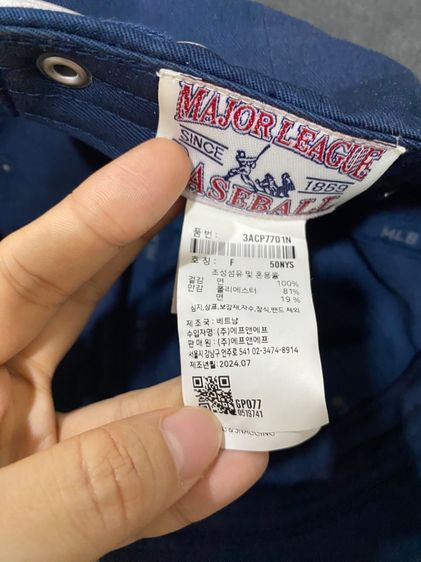 MAJOR LEAGUE
SINCE 1869
BASEBALL
MLB
품 번 : 3ACP7701N
호 칭 : F 50NYS
조성섬유 및 혼용율
겉감 면 100%
안감 폴리에스터 81%
면 19%
심지,상표,보강재,자수,장식,밴드 제외
제 조 국 : 베트남
수입자명 : (주)에프앤에프
판 매 원 : (주)에프앤에프
서울시 강남구 언주로 541 02-3474-8914
제조년월 : 2024.07
GP077
0519741
& SNAGGING